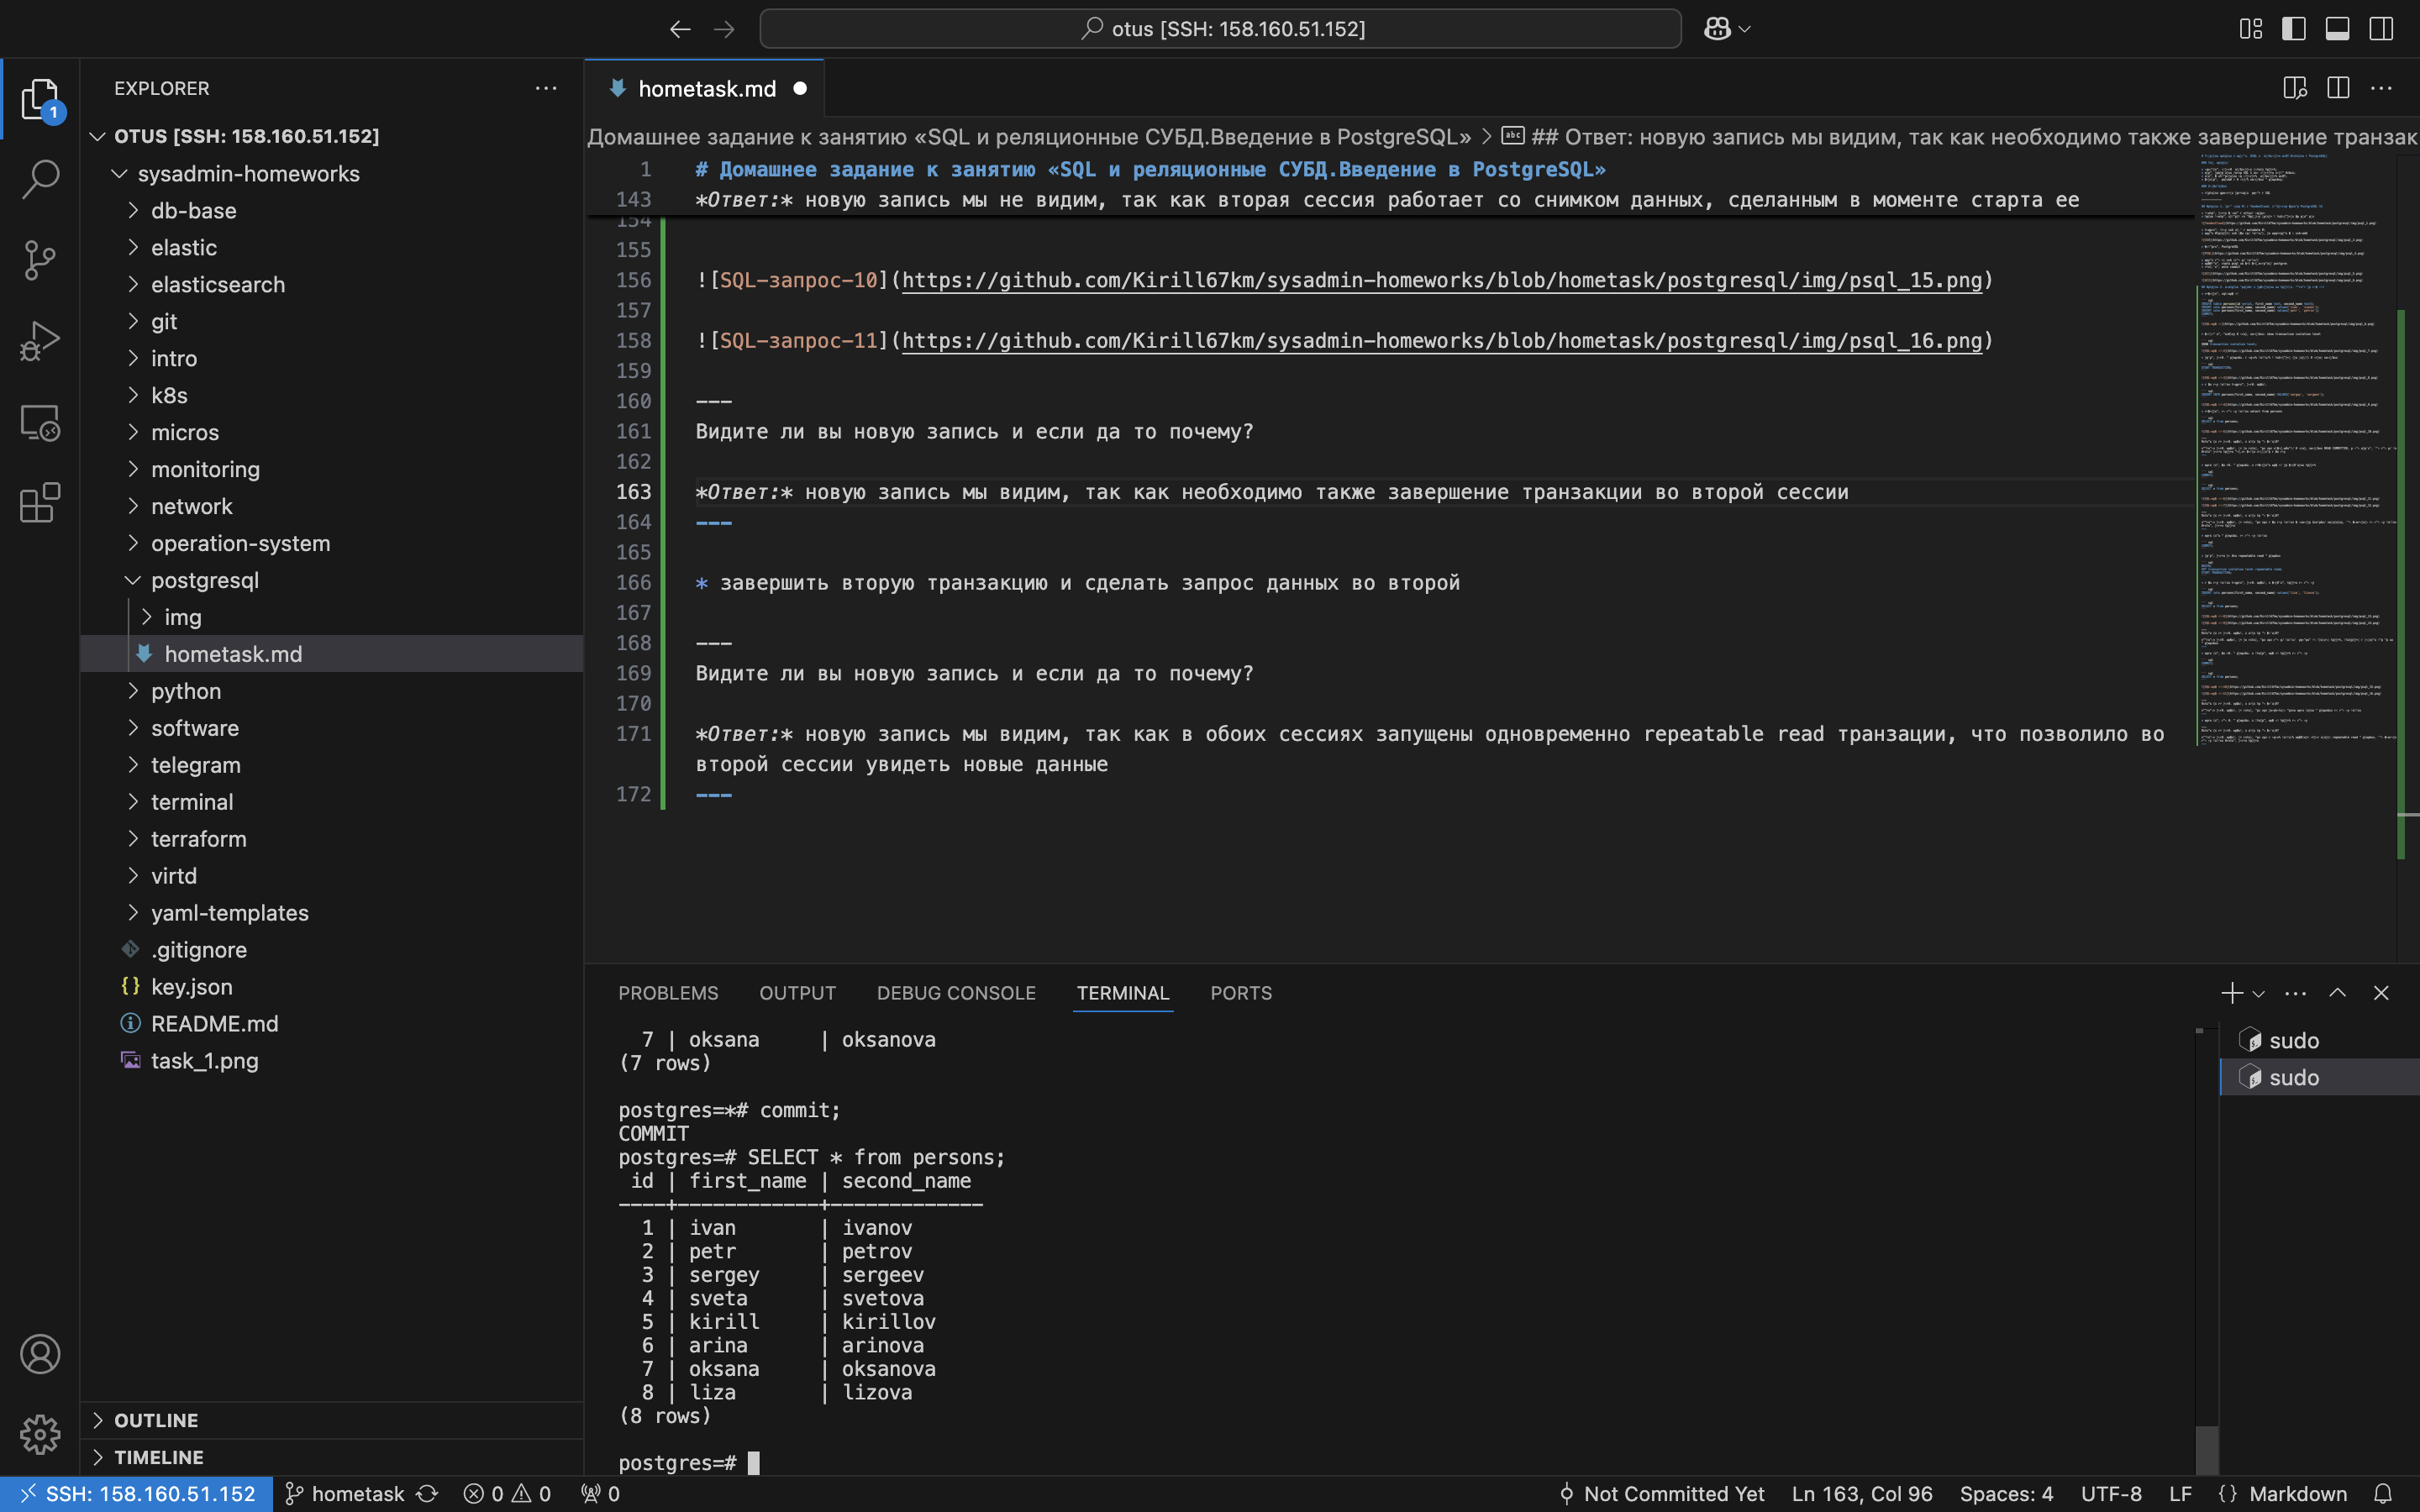 otus [SSH: 158.160.51.152]
EXPLORER
1
OTUS [SSH: 158.160.51.152]
sysadmin-homeworks
db-base
elastic
elasticsearch
git
intro
k8s
micros
monitoring
network
operation-system
postgresql
img
hometask.md
python
software
telegram
terminal
terraform
virtd
yaml-templates
.gitignore
key.json
README.md
task_1.png
OUTLINE
TIMELINE
hometask.md
Домашнее задание к занятию «SQL и реляционные СУБД.Введение в PostgreSQL» > ## Ответ: новую запись мы видим, так как необходимо также завершение транзак
1 # Домашнее задание к занятию «SQL и реляционные СУБД.Введение в PostgreSQL»
143 *Ответ:* новую запись мы не видим, так как вторая сессия работает со снимком данных, сделанным в моменте старта ее
154
155
156 ![SQL-запрос-10](https://github.com/Kirill67km/sysadmin-homeworks/blob/hometask/postgresql/img/psql_15.png)
157
158 ![SQL-запрос-11](https://github.com/Kirill67km/sysadmin-homeworks/blob/hometask/postgresql/img/psql_16.png)
159
160 ---
161 Видите ли вы новую запись и если да то почему?
162
163 *Ответ:* новую запись мы видим, так как необходимо также завершение транзакции во второй сессии
164 ---
165
166 * завершить вторую транзакцию и сделать запрос данных во второй
167
168 ---
169 Видите ли вы новую запись и если да то почему?
170
171 *Ответ:* новую запись мы видим, так как в обоих сессиях запущены одновременно repeatable read транзации, что позволило во
второй сессии увидеть новые данные
172 ---
PROBLEMS OUTPUT DEBUG CONSOLE TERMINAL PORTS
7 | oksana | oksanova
(7 rows)
postgres=*# commit;
COMMIT
postgres=# SELECT * from persons;
id | first_name | second_name
----+------------+-------------
1 | ivan | ivanov
2 | petr | petrov
3 | sergey | sergeev
4 | sveta | svetova
5 | kirill | kirillov
6 | arina | arinova
7 | oksana | oksanova
8 | liza | lizova
(8 rows)
postgres=#
sudo
sudo
SSH: 158.160.51.152 hometask 0 0 0 Not Committed Yet Ln 163, Col 96 Spaces: 4 UTF-8 LF {} Markdown